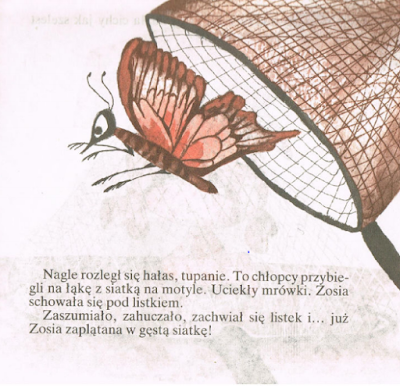 Nagle rozległ się hałas, tupanie. To chłopcy przybie-
gli na łąkę z siatką na motyle. Uciekły mrówki. Zosia
schowała się pod listkiem.
Zaszumiało, zahuczało, zachwiał się listek i... już
Zosia zaplątana w gęstą siatkę!